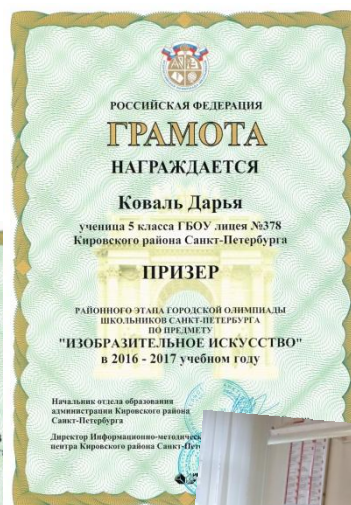 РОССИЙСКАЯ ФЕДЕРАЦИЯ
ГРАМОТА
НАГРАЖДАЕТСЯ
Коваль Дарья
ученица 5 класса ГБОУ лицея №378
Кировского района Санкт-Петербурга
ПРИЗЕР
РАЙОННОГО ЭТАПА ГОРОДСКОЙ ОЛИМПИАДЫ
ШКОЛЬНИКОВ САНКТ-ПЕТЕРБУРГА
ПО ПРЕДМЕТУ
"ИЗОБРАЗИТЕЛЬНОЕ ИСКУССТВО"
в 2016 - 2017 учебном году
Начальник отдела образования
администрации Кировского района
Санкт-Петербурга
Директор Информационно-методическ
центра Кировского района Санкт-Пет